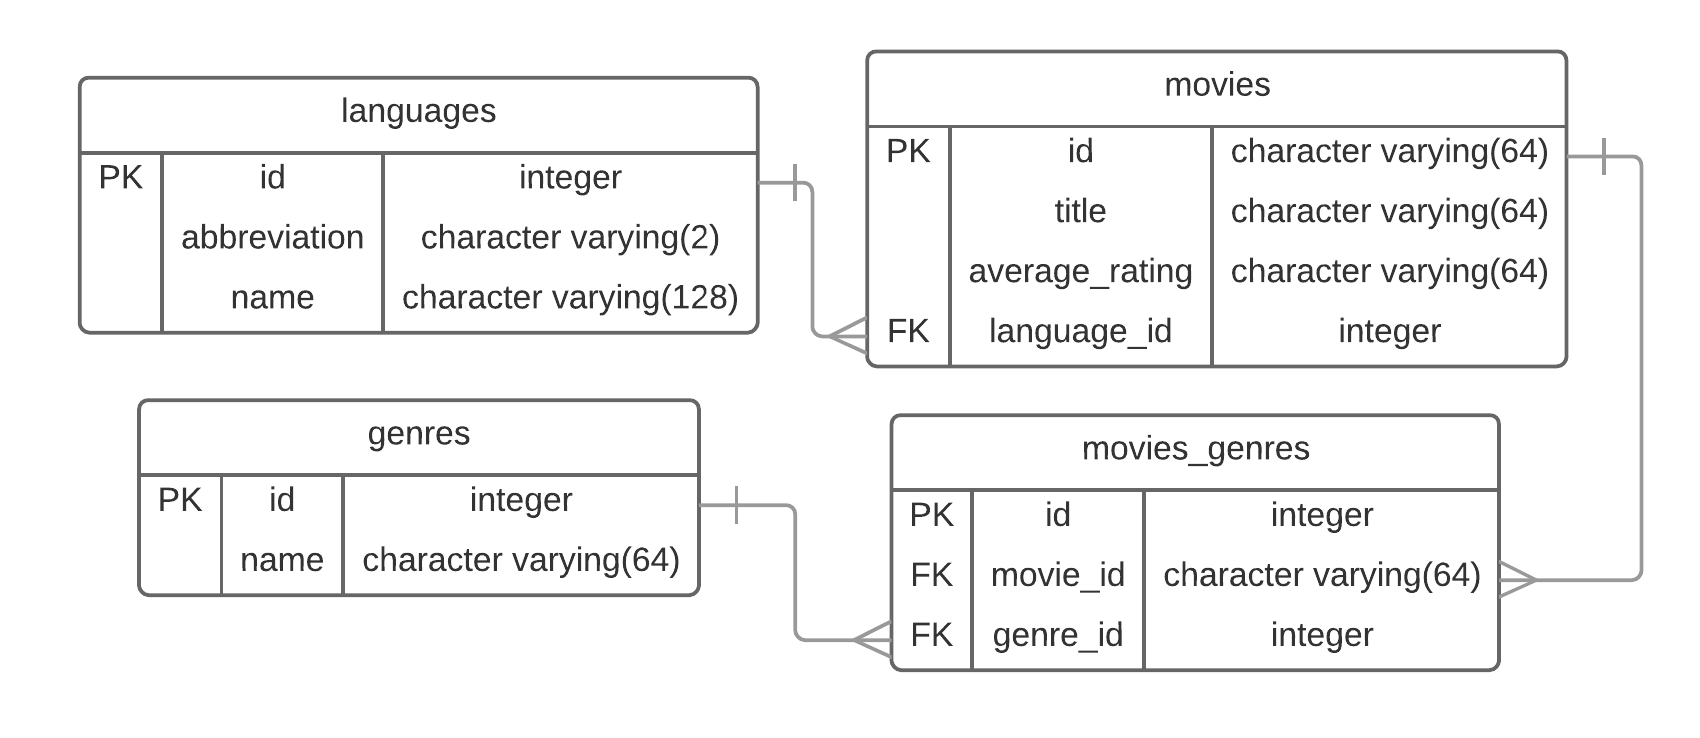 languages
PK id integer
abbreviation character varying(2)
name character varying(128)
movies
PK id character varying(64)
title character varying(64)
average_rating character varying(64)
FK language_id integer
genres
PK id integer
name character varying(64)
movies_genres
PK id integer
FK movie_id character varying(64)
FK genre_id integer